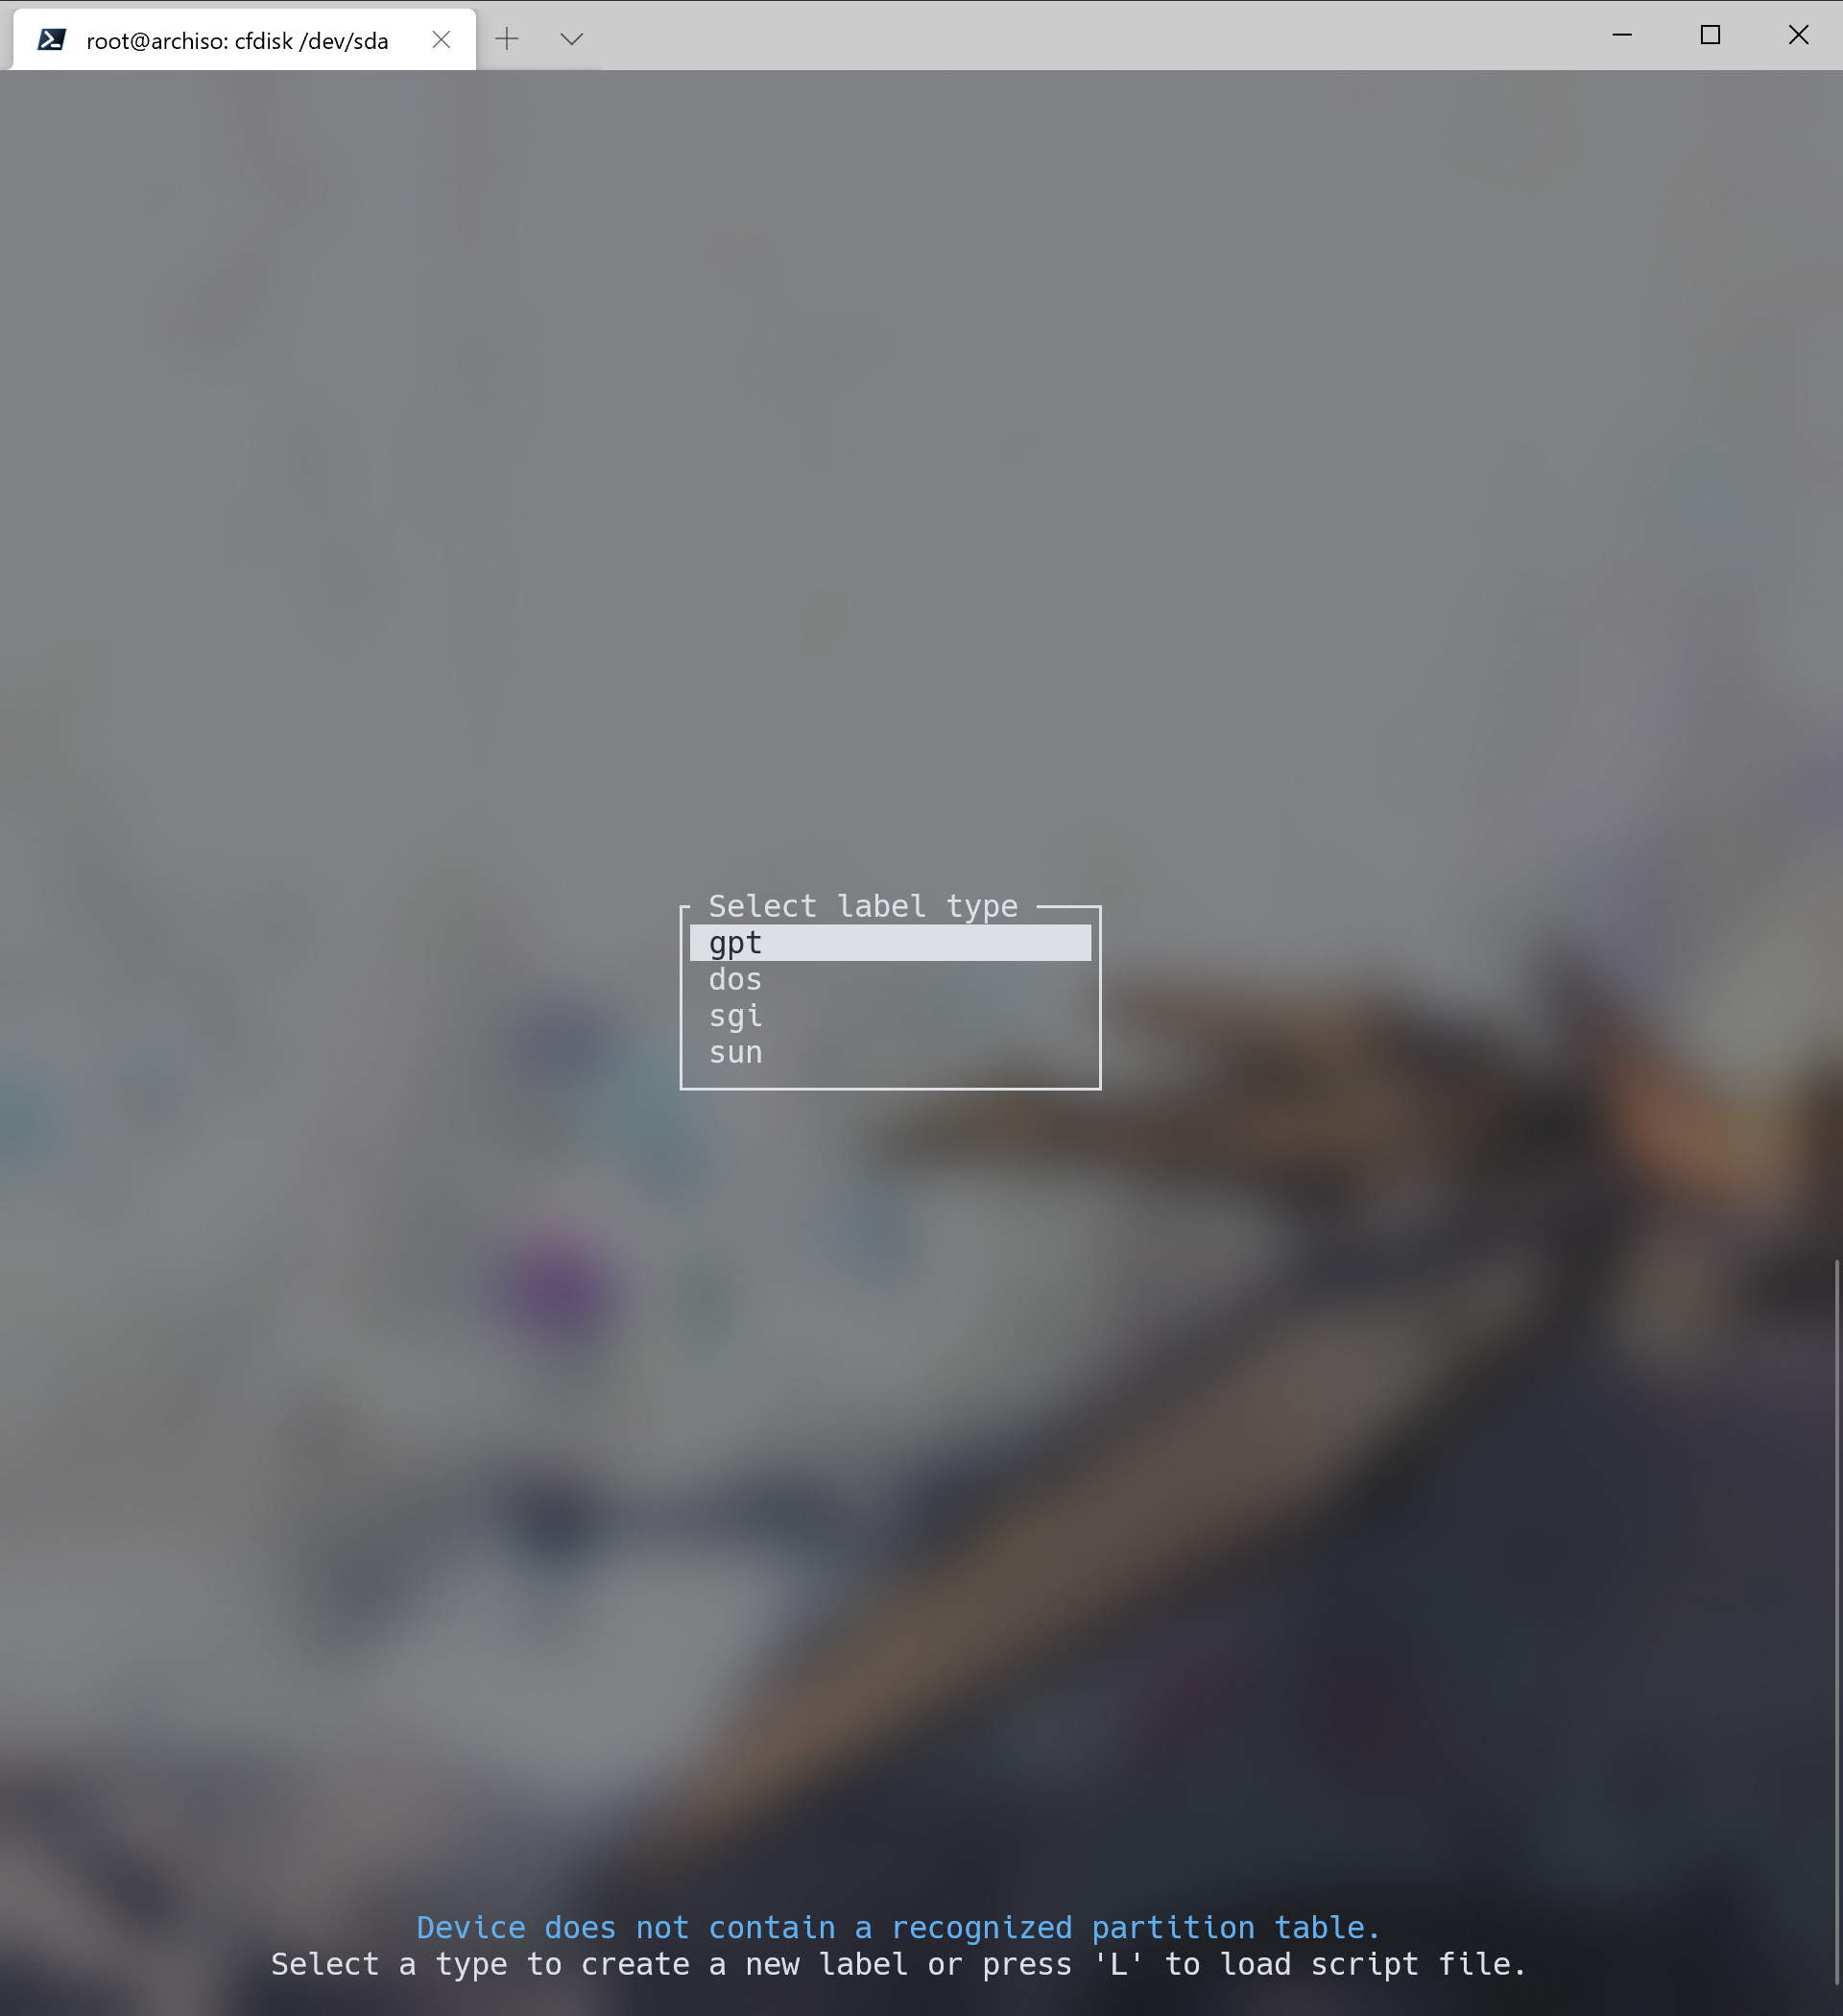 root@archiso: cfdisk /dev/sda
Select label type
gpt
dos
sgi
sun
Device does not contain a recognized partition table.
Select a type to create a new label or press 'L' to load script file.